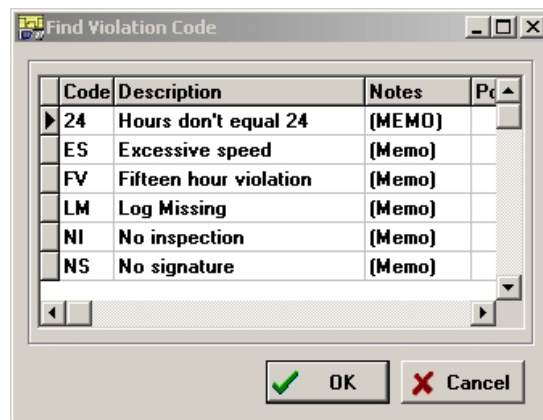 Find Violation Code
Code Description Notes Po
24 Hours don't equal 24 (MEMO)
ES Excessive speed (Memo)
FV Fifteen hour violation (Memo)
LM Log Missing (Memo)
NI No inspection (Memo)
NS No signature (Memo)
OK Cancel